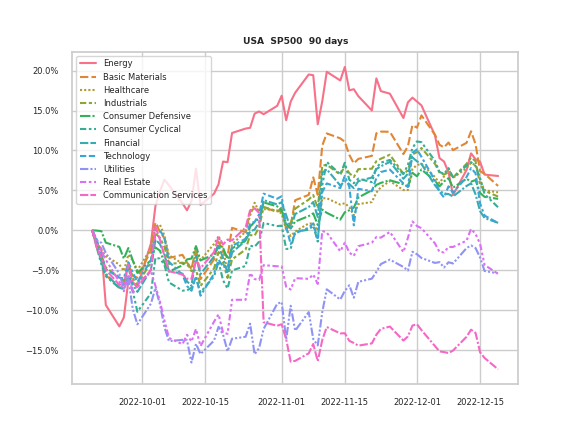 USA  SP500  90 days
20.0%
15.0%
10.0%
5.0%
0.0%
−5.0%
−10.0%
−15.0%
Energy
Basic Materials
Healthcare
Industrials
Consumer Defensive
Consumer Cyclical
Financial
Technology
Utilities
Real Estate
Communication Services
2022-10-01
2022-10-15
2022-11-01
2022-11-15
2022-12-01
2022-12-15